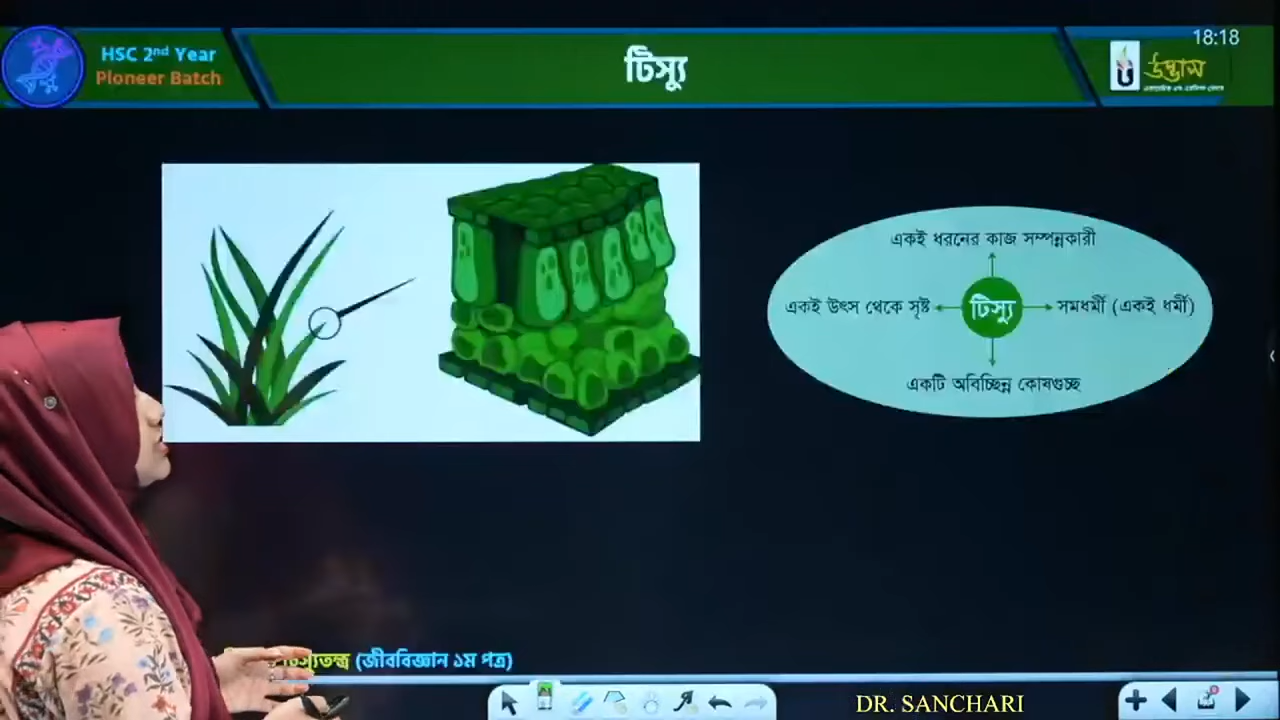 18:18
HSC 2nd Year
Pioneer Batch
টিস্যু
উদ্ভাস
একই ধরনের কাজ সম্পন্নকারী
একই উৎস থেকে সৃষ্ট
টিস্যু
সমধর্মী (একই ধর্মী)
একটি অবিচ্ছিন্ন কোষগুচ্ছ
টিস্যুতন্ত্র (জীববিজ্ঞান ১ম পত্র)
DR. SANCHARI